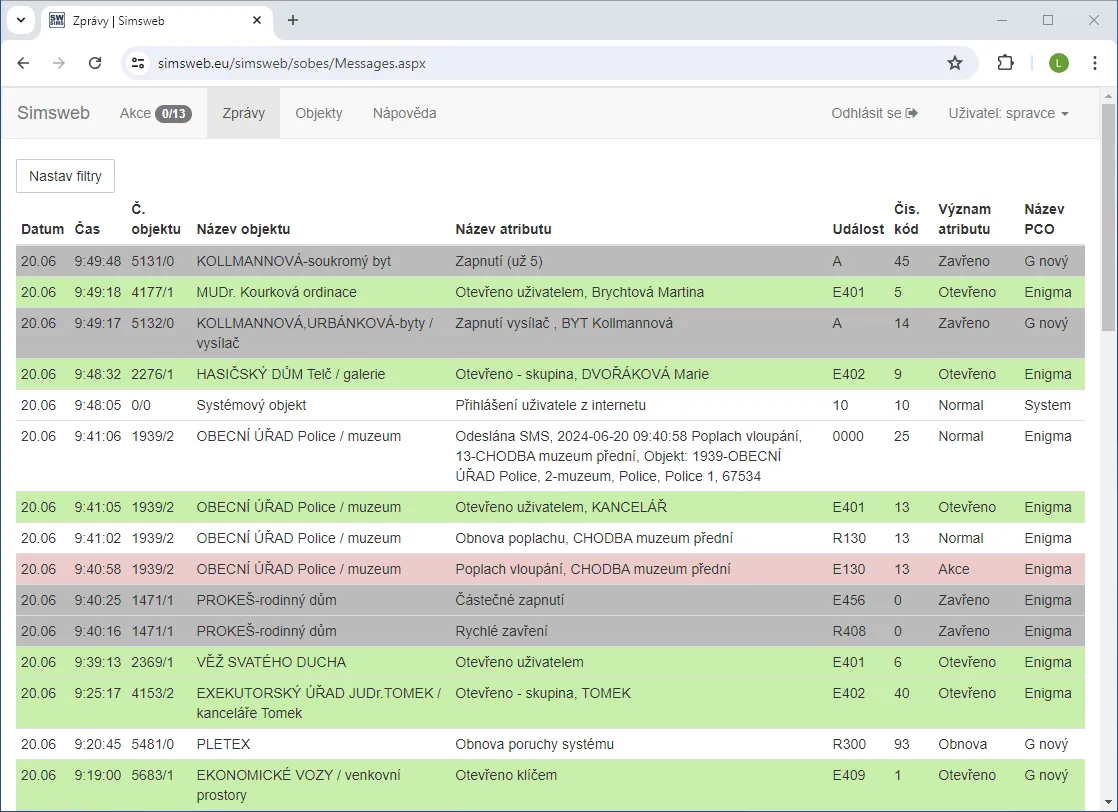 Zprávy | Simsweb
simsweb.eu/simsweb/sobes/Messages.aspx
L
Simsweb Akce 0/13 Zprávy Objekty Nápověda Odhlásit se Uživatel: spravce
Nastav filtry
Datum Čas Č. objektu Název objektu Název atributu Událost Čis. kód Význam atributu Název PCO
20.06 9:49:48 5131/0 KOLLMANNOVÁ-soukromý byt Zapnutí (už 5) A 45 Zavřeno G nový
20.06 9:49:18 4177/1 MUDr. Kourková ordinace Otevřeno uživatelem, Brychtová Martina E401 5 Otevřeno Enigma
20.06 9:49:17 5132/0 KOLLMANNOVÁ,URBÁNKOVÁ-byty / Zapnutí vysílač , BYT Kollmannová A 14 Zavřeno G nový
vysílač
20.06 9:48:32 2276/1 HASIČSKÝ DŮM Telč / galerie Otevřeno - skupina, DVOŘÁKOVÁ Marie E402 9 Otevřeno Enigma
20.06 9:48:05 0/0 Systémový objekt Přihlášení uživatele z internetu 10 10 Normal System
20.06 9:41:06 1939/2 OBECNÍ ÚŘAD Police / muzeum Odeslána SMS, 2024-06-20 09:40:58 Poplach vloupání, 0000 25 Normal Enigma
13-CHODBA muzeum přední, Objekt: 1939-OBECNÍ
ÚŘAD Police, 2-muzeum, Police, Police 1, 67534
20.06 9:41:05 1939/2 OBECNÍ ÚŘAD Police / muzeum Otevřeno uživatelem, KANCELÁŘ E401 13 Otevřeno Enigma
20.06 9:41:02 1939/2 OBECNÍ ÚŘAD Police / muzeum Obnova poplachu, CHODBA muzeum přední R130 13 Normal Enigma
20.06 9:40:58 1939/2 OBECNÍ ÚŘAD Police / muzeum Poplach vloupání, CHODBA muzeum přední E130 13 Akce Enigma
20.06 9:40:25 1471/1 PROKEŠ-rodinný dům Částečné zapnutí E456 0 Zavřeno Enigma
20.06 9:40:16 1471/1 PROKEŠ-rodinný dům Rychlé zavření R408 0 Zavřeno Enigma
20.06 9:39:13 2369/1 VĚŽ SVATÉHO DUCHA Otevřeno uživatelem E401 6 Otevřeno Enigma
20.06 9:25:17 4153/2 EXEKUTORSKÝ ÚŘAD JUDr.TOMEK / Otevřeno - skupina, TOMEK E402 40 Otevřeno Enigma
kanceláře Tomek
20.06 9:20:45 5481/0 PLETEX Obnova poruchy systému R300 93 Obnova G nový
20.06 9:19:00 5683/1 EKONOMICKÉ VOZY / venkovní Otevřeno klíčem E409 1 Otevřeno G nový
prostory